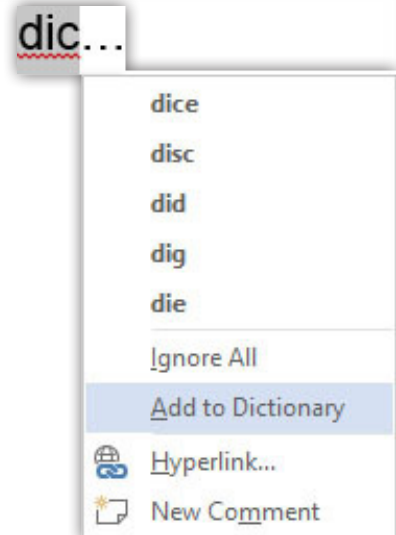 dic...
dice
disc
did
dig
die
Ignore All
Add to Dictionary
Hyperlink...
New Comment